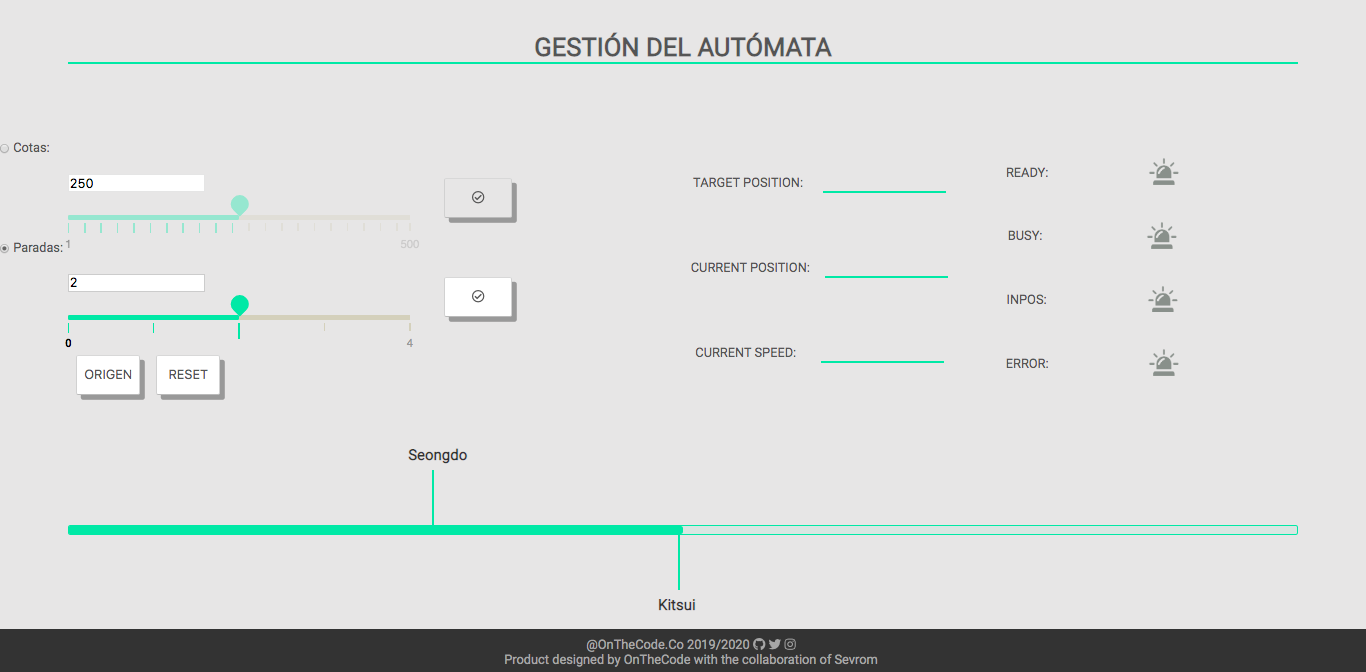 GESTIÓN DEL AUTÓMATA
Cotas:
250
1
500
Paradas:
2
0
4
ORIGEN
RESET
TARGET POSITION:
CURRENT POSITION:
CURRENT SPEED:
READY:
BUSY:
INPOS:
ERROR:
Seongdo
Kitsui
@OnTheCode.Co 2019/2020
Product designed by OnTheCode with the collaboration of Sevrom